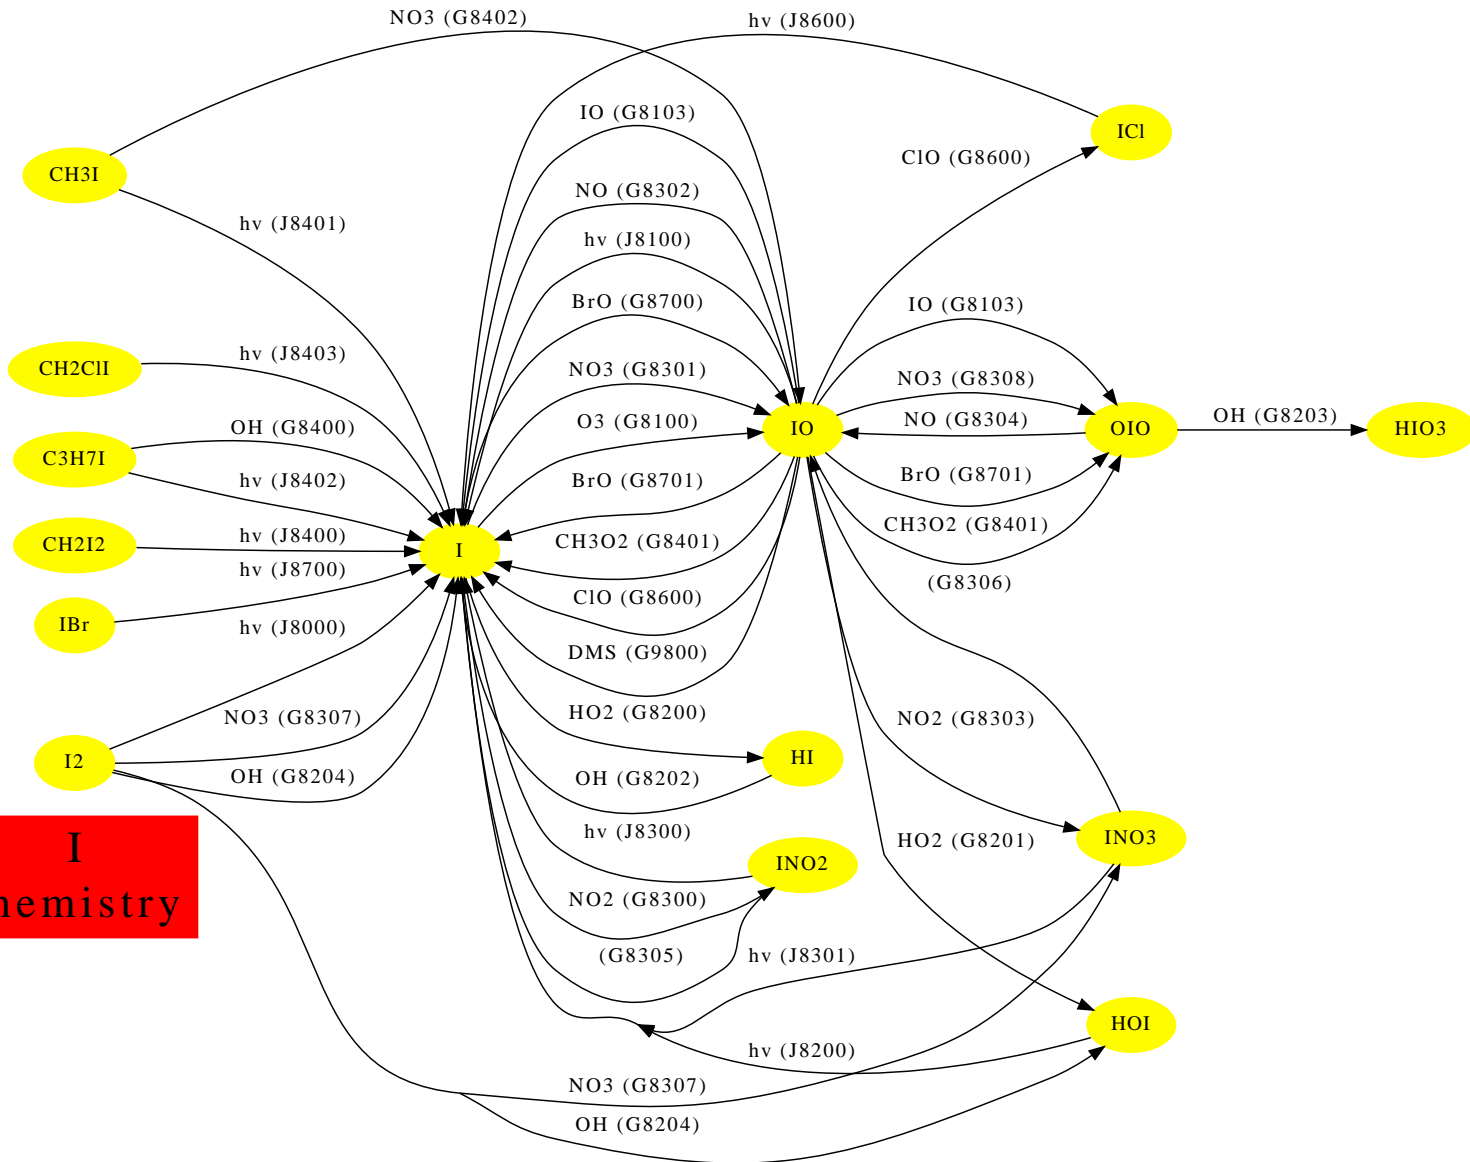 NO3 (G8402)
hv (J8600)
IO (G8103)
ICl
ClO (G8600)
CH3I
NO (G8302)
hv (J8401)
hv (J8100)
BrO (G8700)
IO (G8103)
hv (J8403)
CH2ClI
NO3 (G8301)
NO3 (G8308)
OH (G8400)
O3 (G8100)
IO
NO (G8304)
OIO
OH (G8203)
HIO3
C3H7I
hv (J8402)
BrO (G8701)
BrO (G8701)
CH3O2 (G8401)
hv (J8400)
CH2I2
I
CH3O2 (G8401)
hv (J8700)
(G8306)
ClO (G8600)
IBr
hv (J8000)
DMS (G9800)
NO3 (G8307)
HO2 (G8200)
NO2 (G8303)
I2
HI
OH (G8204)
OH (G8202)
hv (J8300)
HO2 (G8201)
INO3
I
INO2
NO2 (G8300)
hemistry
(G8305)
hv (J8301)
HOI
hv (J8200)
NO3 (G8307)
OH (G8204)